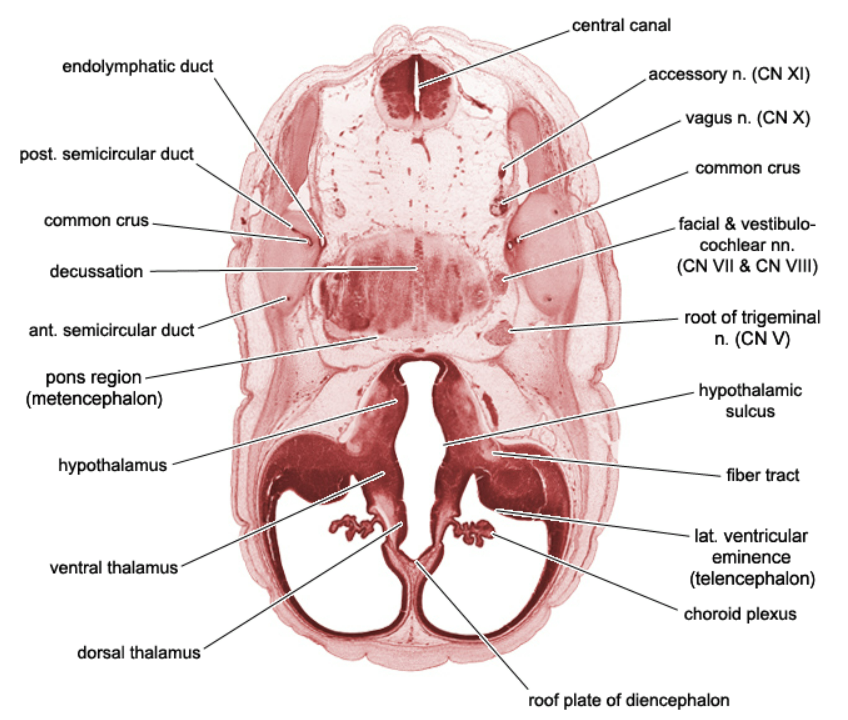 central canal
endolymphatic duct
accessory n. (CN XI)
vagus n. (CN X)
post. semicircular duct
common crus
common crus
facial & vestibulo-
cochlear nn.
(CN VII & CN VIII)
decussation
ant. semicircular duct
root of trigeminal
n. (CN V)
pons region
(metencephalon)
hypothalamic
sulcus
hypothalamus
fiber tract
lat. ventricular
eminence
(telencephalon)
ventral thalamus
choroid plexus
dorsal thalamus
roof plate of diencephalon